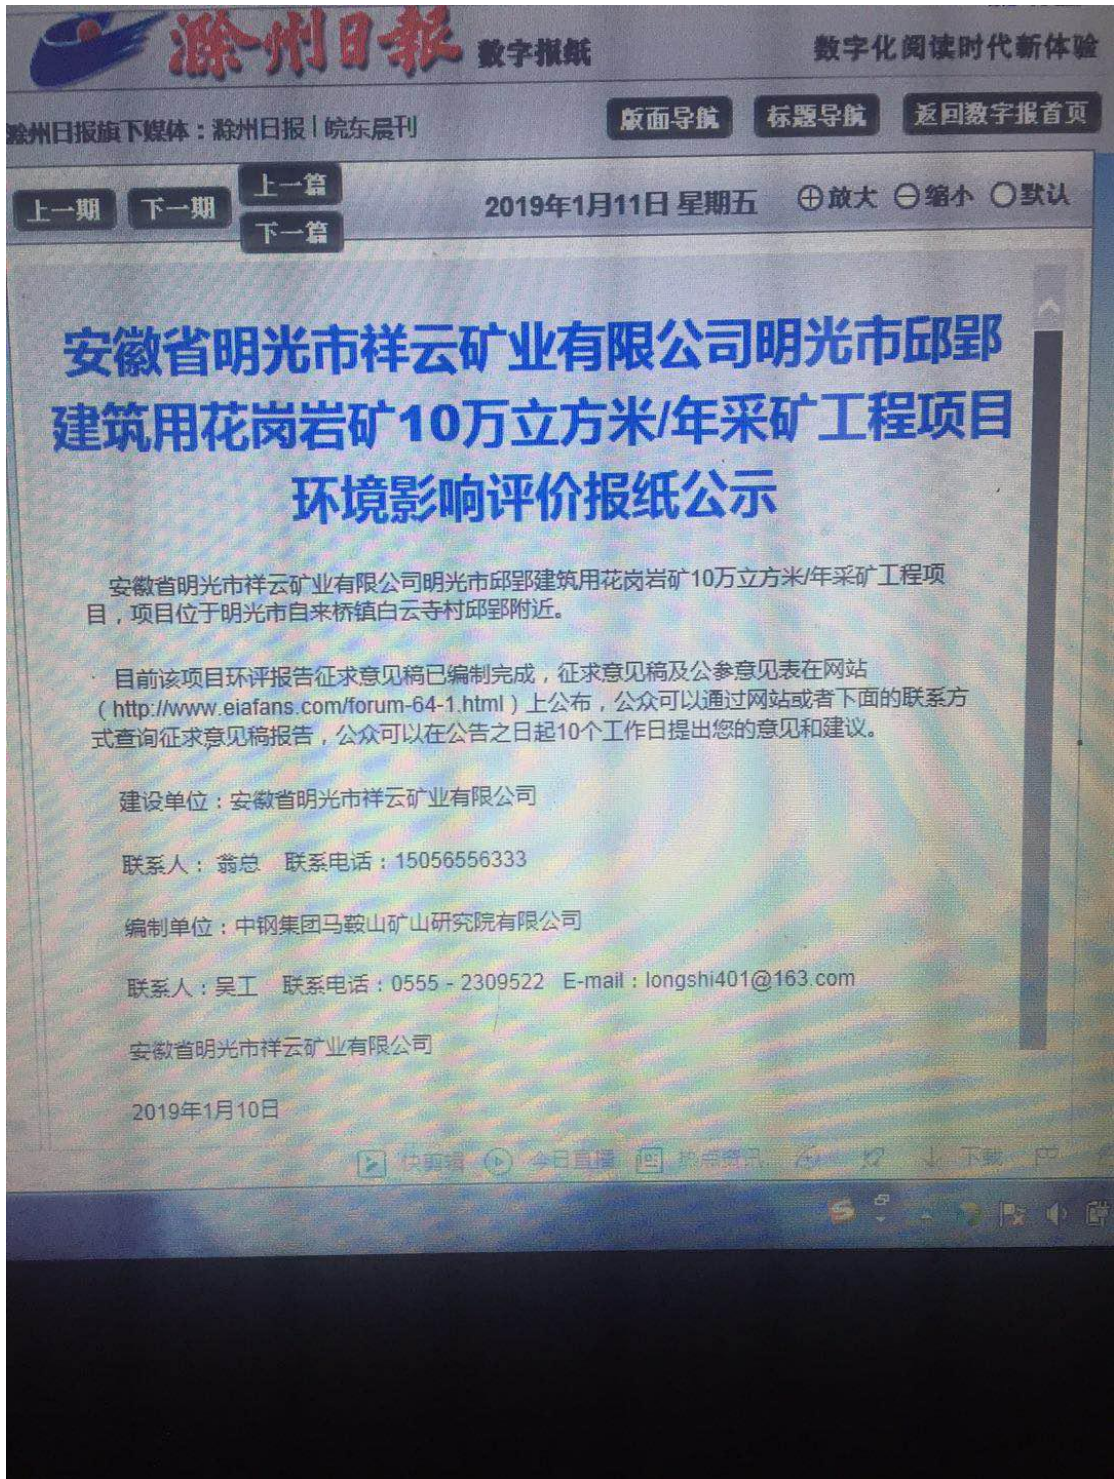 滁州日报 数字报纸
数字化阅读时代新体验
滁州日报旗下媒体：滁州日报 | 皖东晨刊
版面导航 标题导航 返回数字报首页
上一期 下一期 上一篇
下一篇
2019年1月11日 星期五 放大 缩小 默认
安徽省明光市祥云矿业有限公司明光市邱郢
建筑用花岗岩矿10万立方米/年采矿工程项目
环境影响评价报纸公示
安徽省明光市祥云矿业有限公司明光市邱郢建筑用花岗岩矿10万立方米/年采矿工程项
目，项目位于明光市自来桥镇白云寺村邱郢附近。
目前该项目环评报告征求意见稿已编制完成，征求意见稿及公参意见表在网站
（http://www.eiafans.com/forum-64-1.html）上公布，公众可以通过网站或者下面的联系方
式查询征求意见稿报告，公众可以在公告之日起10个工作日提出您的意见和建议。
建设单位：安徽省明光市祥云矿业有限公司
联系人： 翁总 联系电话：15056556333
编制单位：中钢集团马鞍山矿山研究院有限公司
联系人：吴工 联系电话：0555－2309522 E-mail：longshi401@163.com
安徽省明光市祥云矿业有限公司
2019年1月10日
快剪辑 今日直播 热点资讯 下载